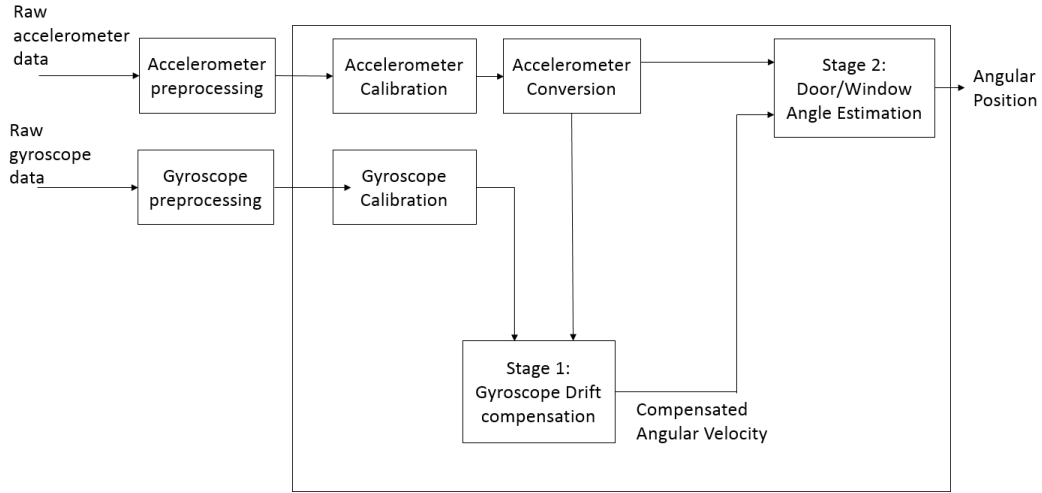 Raw
accelerometer
data
Accelerometer
preprocessing
Accelerometer
Calibration
Accelerometer
Conversion
Stage 2:
Door/Window
Angle Estimation
Angular
Position
Raw
gyroscope
data
Gyroscope
preprocessing
Gyroscope
Calibration
Stage 1:
Gyroscope Drift
compensation
Compensated
Angular Velocity